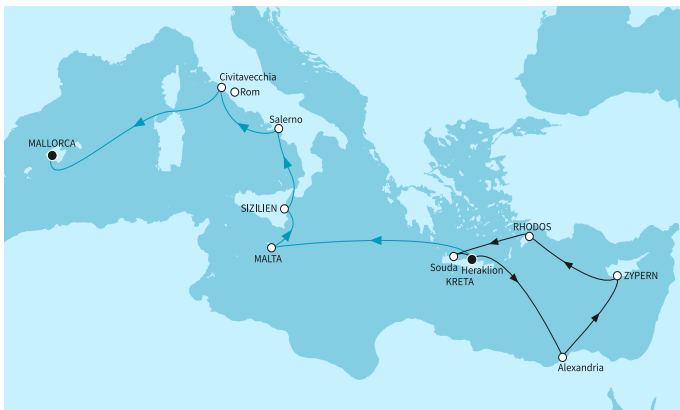 Civitavecchia
Rom
Salerno
MALLORCA
SIZILIEN
RHODOS
MALTA
Souda
Heraklion
KRETA
ZYPERN
Alexandria